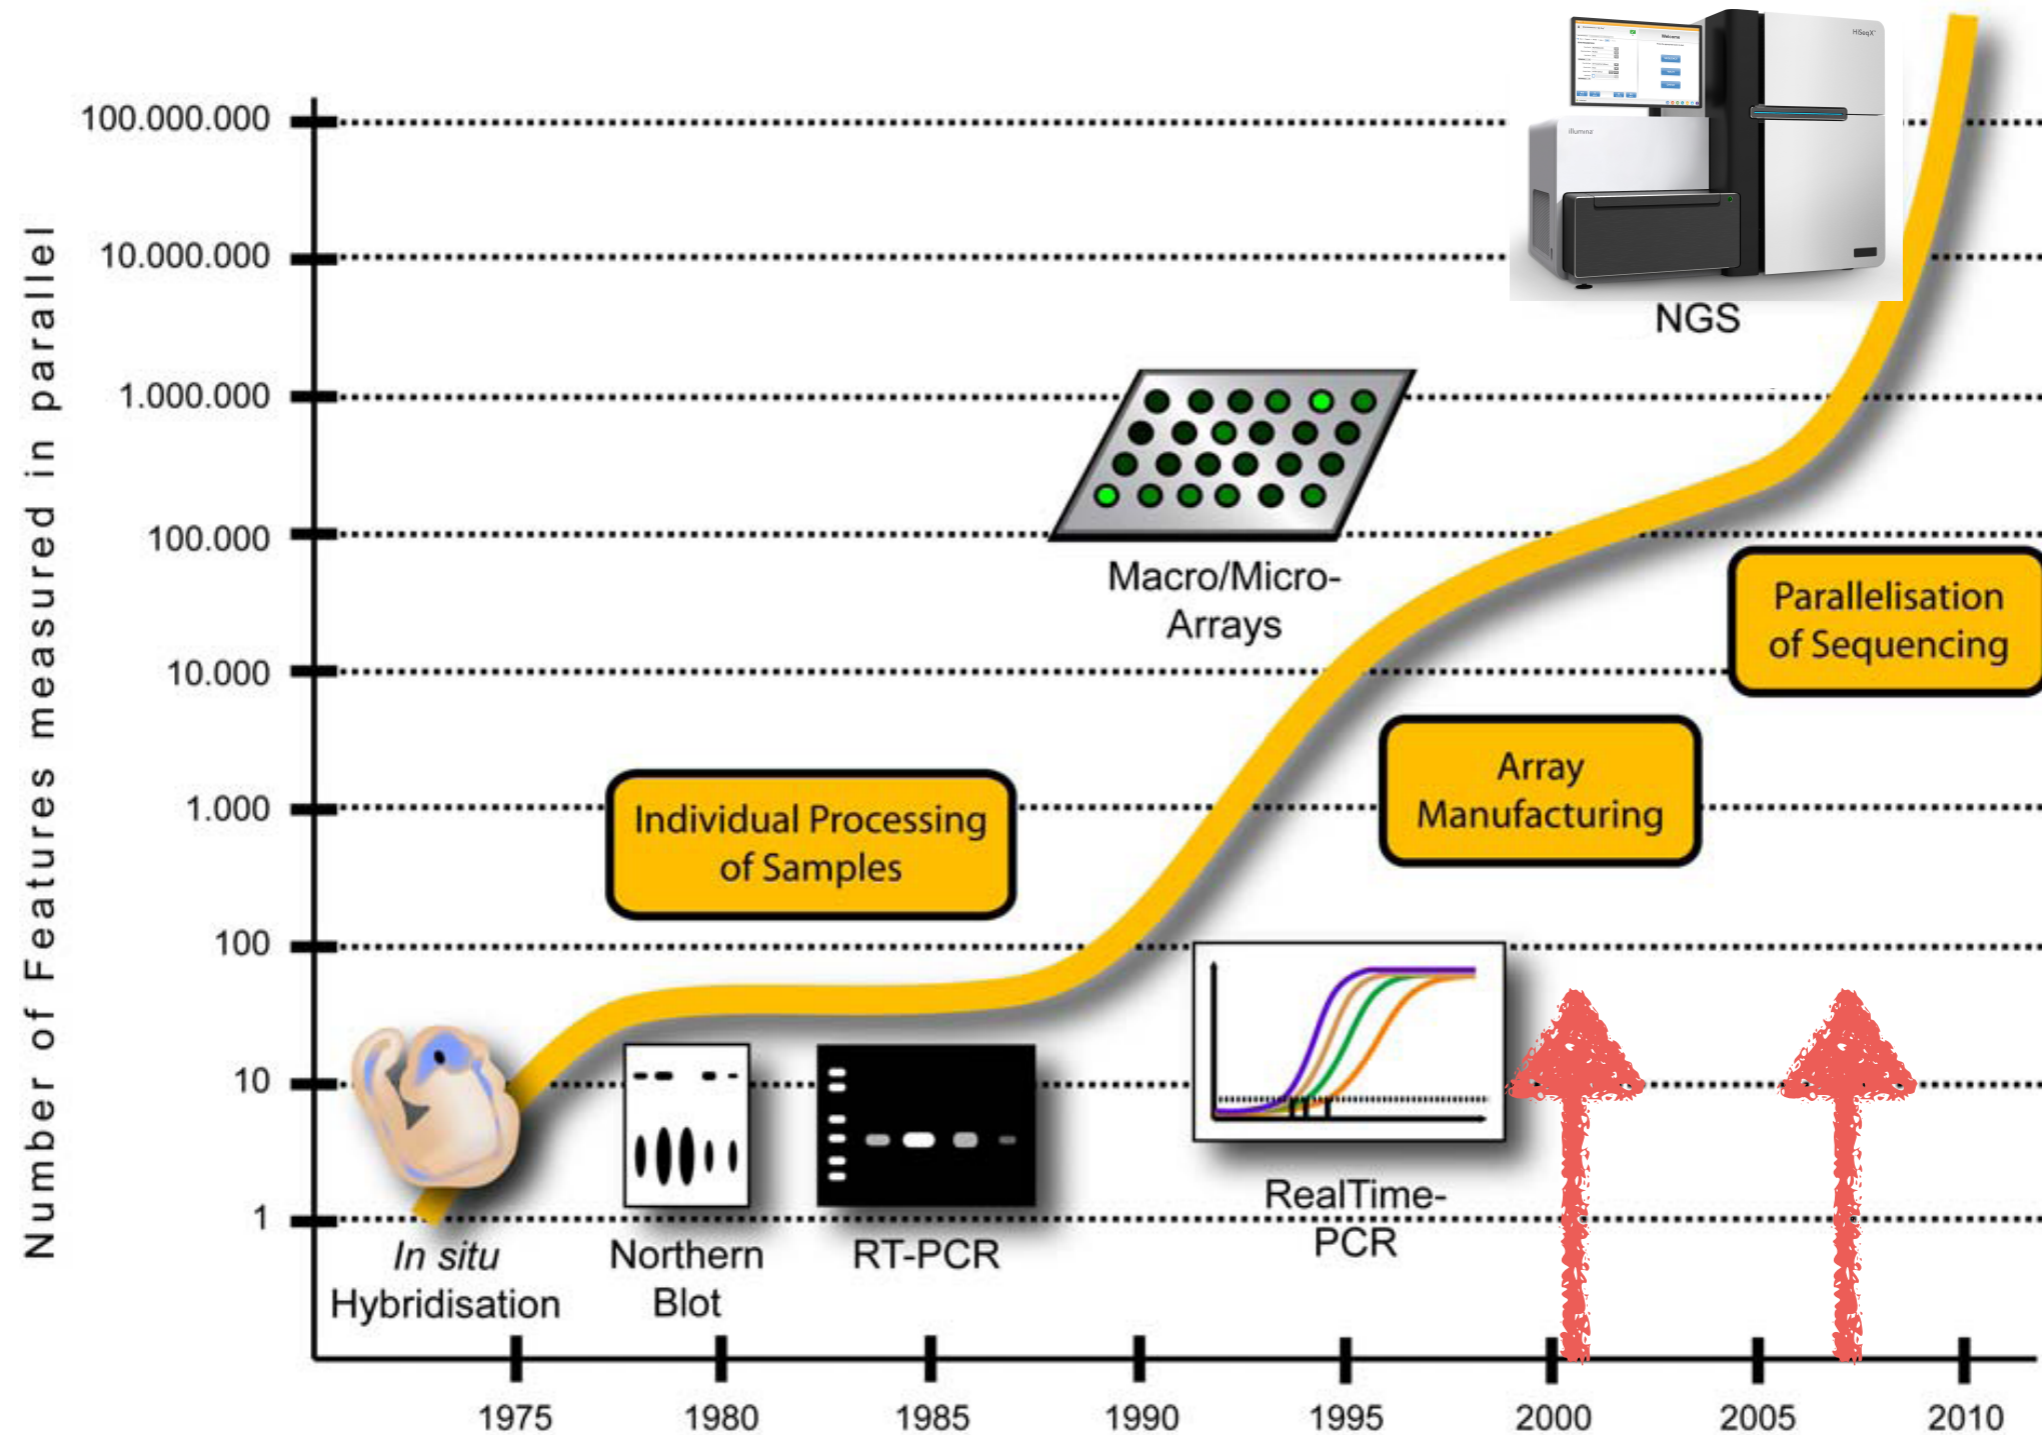 HiSeqX
illumina
NGS
Number of Features measured in parallel
100.000.000
10.000.000
1.000.000
100.000
10.000
1.000
100
10
1
Macro/Micro-
Arrays
Parallelisation
of Sequencing
Array
Manufacturing
Individual Processing
of Samples
In situ
Hybridisation
Northern
Blot
RT-PCR
RealTime-
PCR
1975
1980
1985
1990
1995
2000
2005
2010